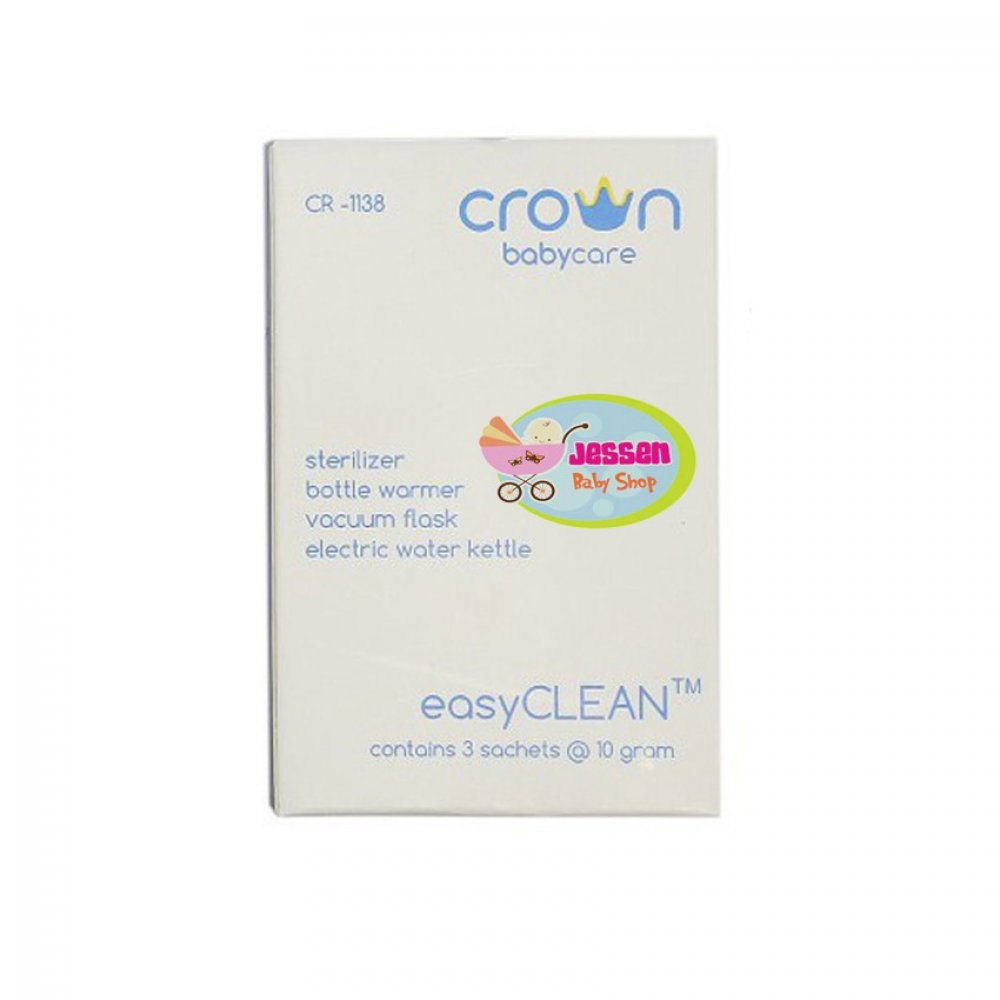 CR -1138
crown
babycare
Jessen
Baby Shop
sterilizer
bottle warmer
vacuum flask
electric water kettle
easyCLEAN™
contains 3 sachets @ 10 gram